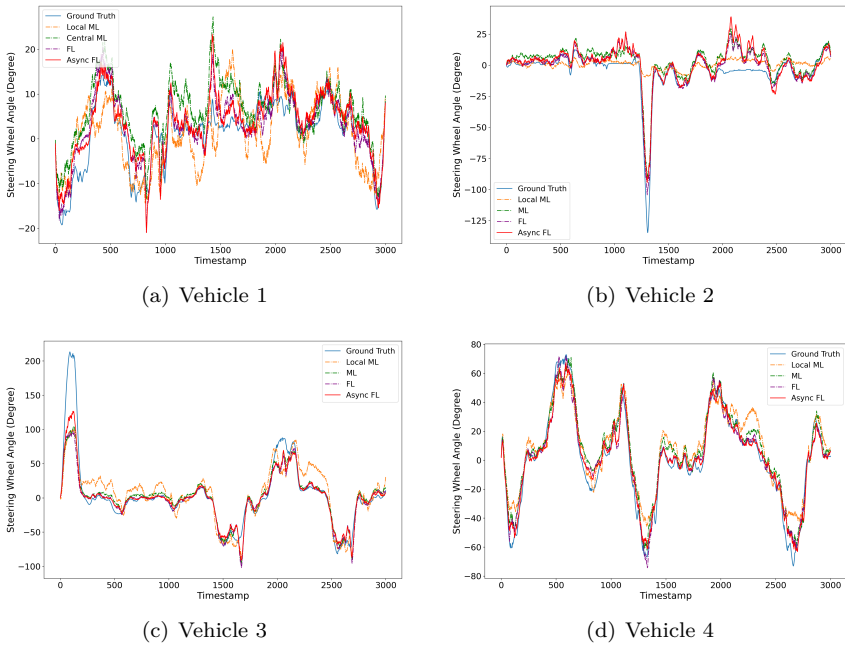 Ground Truth
Local ML
Central ML
FL
Async FL
Steering Wheel Angle (Degree)
20
10
0
−10
−20
0
500
1000
1500
2000
2500
3000
Timestamp
(a) Vehicle 1
Steering Wheel Angle (Degree)
25
0
−25
−50
−75
−100
−125
Ground Truth
Local ML
ML
FL
Async FL
0
500
1000
1500
2000
2500
3000
Timestamp
(b) Vehicle 2
Steering Wheel Angle (Degree)
200
150
100
50
0
−50
−100
Ground Truth
Local ML
ML
FL
Async FL
0
500
1000
1500
2000
2500
3000
Timestamp
(c) Vehicle 3
Steering Wheel Angle (Degree)
80
60
40
20
0
−20
−40
−60
−80
Ground Truth
Local ML
ML
FL
Async FL
0
500
1000
1500
2000
2500
3000
Timestamp
(d) Vehicle 4